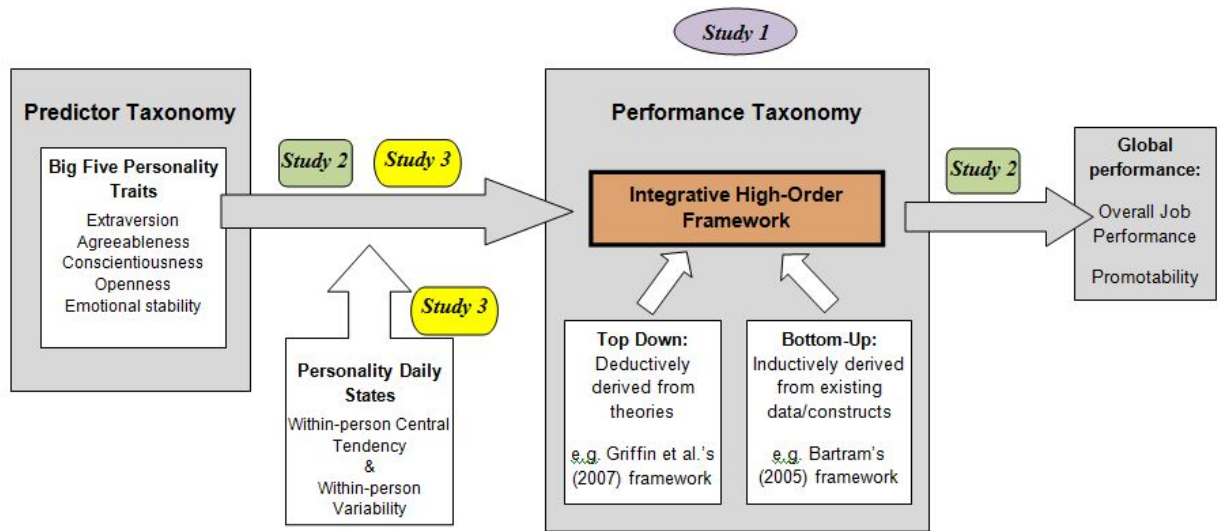 Study 1
Predictor Taxonomy
Big Five Personality
Traits
Extraversion
Agreeableness
Conscientiousness
Openness
Emotional stability
Study 2
Study 3
Study 3
Personality Daily
States
Within-person Central
Tendency
&
Within-person
Variability
Performance Taxonomy
Integrative High-Order
Framework
Top Down:
Deductively
derived from
theories
e.g. Griffin et al.'s
(2007) framework
Bottom-Up:
Inductively derived
from existing
data/constructs
e.g. Bartram's
(2005) framework
Study 2
Global
performance:
Overall Job
Performance
Promotability